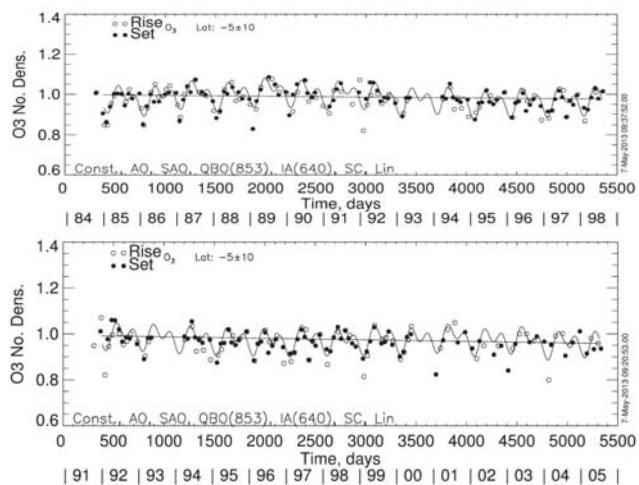 Rise O3 Lat: -5±10
Set
1.4
1.2
1.0
0.8
0.6
O3 No. Dens.
Const., AO, SAO, QBO(853), IA(640), SC, Lin
0 500 1000 1500 2000 2500 3000 3500 4000 4500 5000 5500
Time, days
7-May-2013 09:37:52.00
| 84 | 85 | 86 | 87 | 88 | 89 | 90 | 91 | 92 | 93 | 94 | 95 | 96 | 97 | 98 |
Rise O3 Lat: -5±10
Set
1.4
1.2
1.0
0.8
0.6
O3 No. Dens.
Const., AO, SAO, QBO(853), IA(640), SC, Lin
0 500 1000 1500 2000 2500 3000 3500 4000 4500 5000 5500
Time, days
7-May-2013 09:20:53.00
| 91 | 92 | 93 | 94 | 95 | 96 | 97 | 98 | 99 | 00 | 01 | 02 | 03 | 04 | 05 |